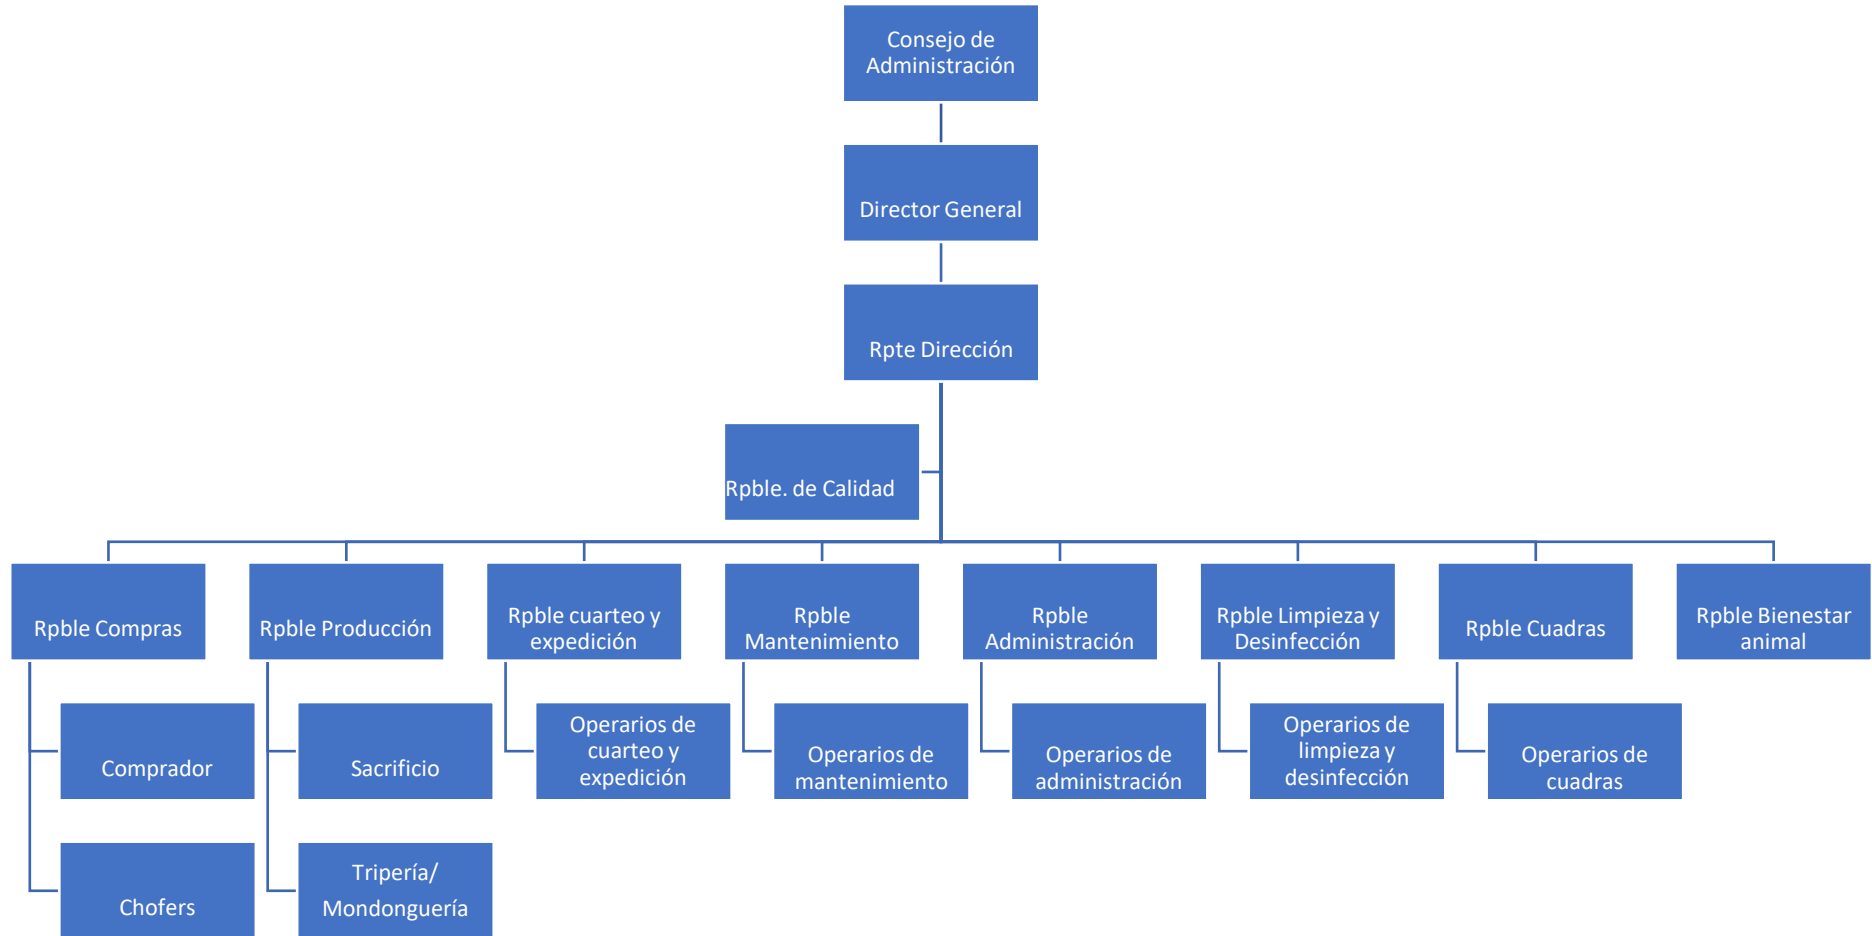 Consejo de
Administración
Director General
Rpte Dirección
Rpble. de Calidad
Rpble Compras
Rpble Producción
Rpble cuarteo y
expedición
Rpble
Mantenimiento
Rpble
Administración
Rpble Limpieza y
Desinfección
Rpble Cuadras
Rpble Bienestar
animal
Comprador
Sacrificio
Operarios de
cuarteo y
expedición
Operarios de
mantenimiento
Operarios de
administración
Operarios de
limpieza y
desinfección
Operarios de
cuadras
Chofers
Tripería/
Mondonguería